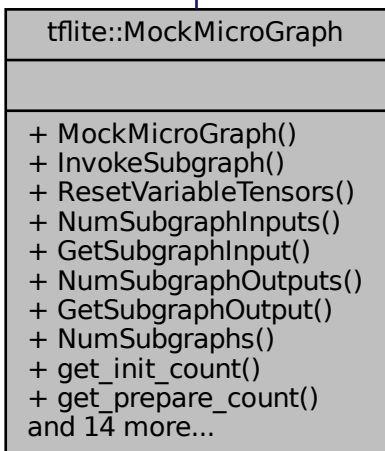 tflite::MockMicroGraph
+ MockMicroGraph()
+ InvokeSubgraph()
+ ResetVariableTensors()
+ NumSubgraphInputs()
+ GetSubgraphInput()
+ NumSubgraphOutputs()
+ GetSubgraphOutput()
+ NumSubgraphs()
+ get_init_count()
+ get_prepare_count()
and 14 more...